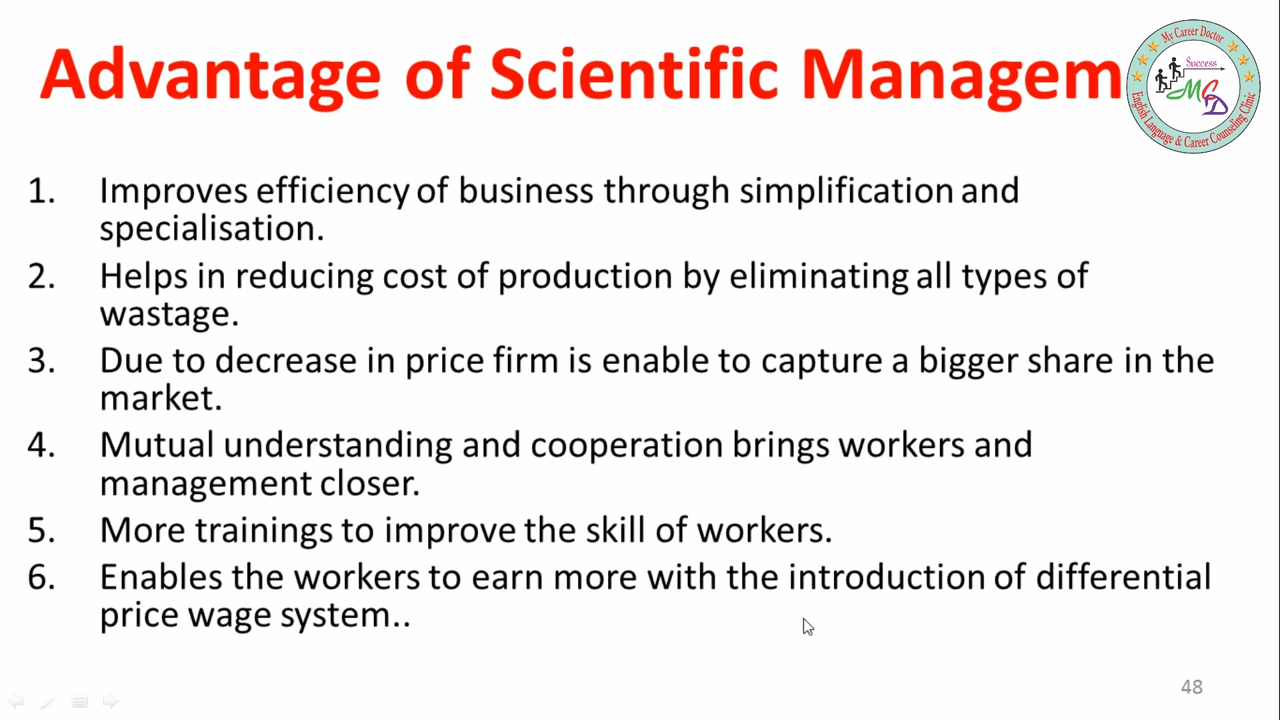 Advantage of Scientific Managem
My Career Doctor
Success
MCD
English Language & Career Counseling Clinic
1. Improves efficiency of business through simplification and
specialisation.
2. Helps in reducing cost of production by eliminating all types of
wastage.
3. Due to decrease in price firm is enable to capture a bigger share in the
market.
4. Mutual understanding and cooperation brings workers and
management closer.
5. More trainings to improve the skill of workers.
6. Enables the workers to earn more with the introduction of differential
price wage system..
48